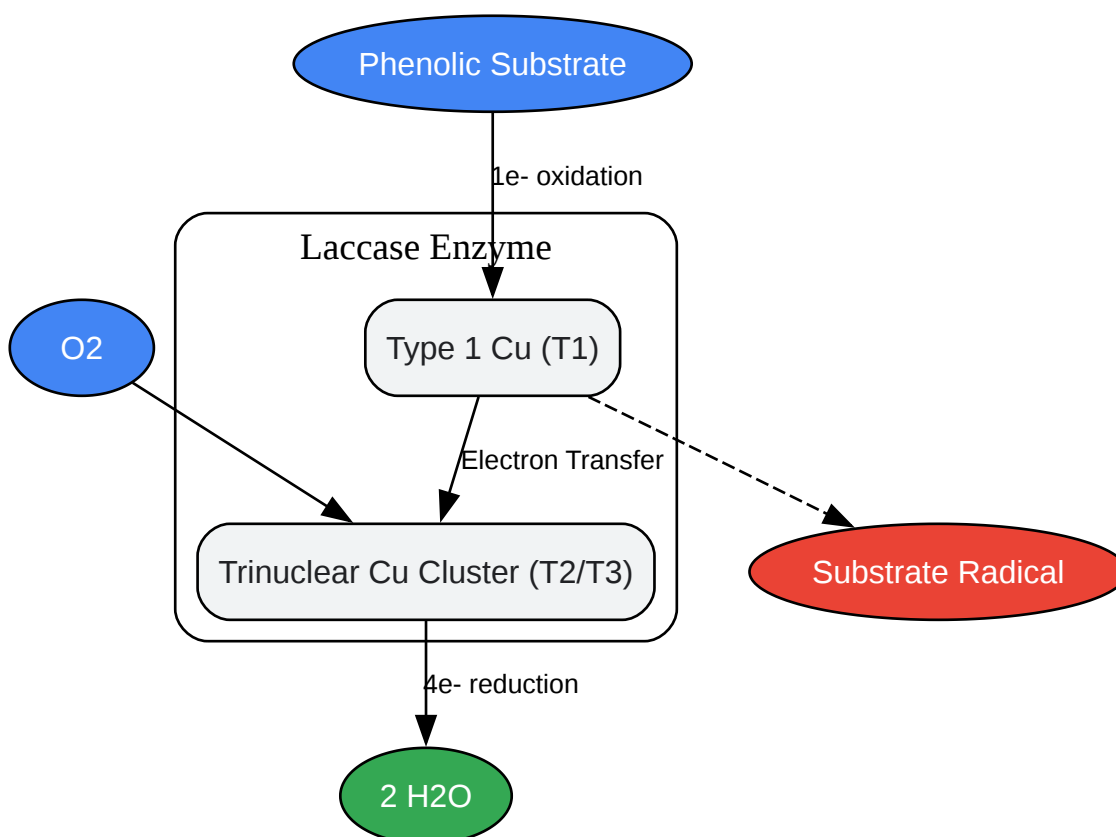 Phenolic Substrate
1e- oxidation
Laccase Enzyme
O2
Type 1 Cu (T1)
Electron Transfer
Trinuclear Cu Cluster (T2/T3)
Substrate Radical
4e- reduction
2 H2O